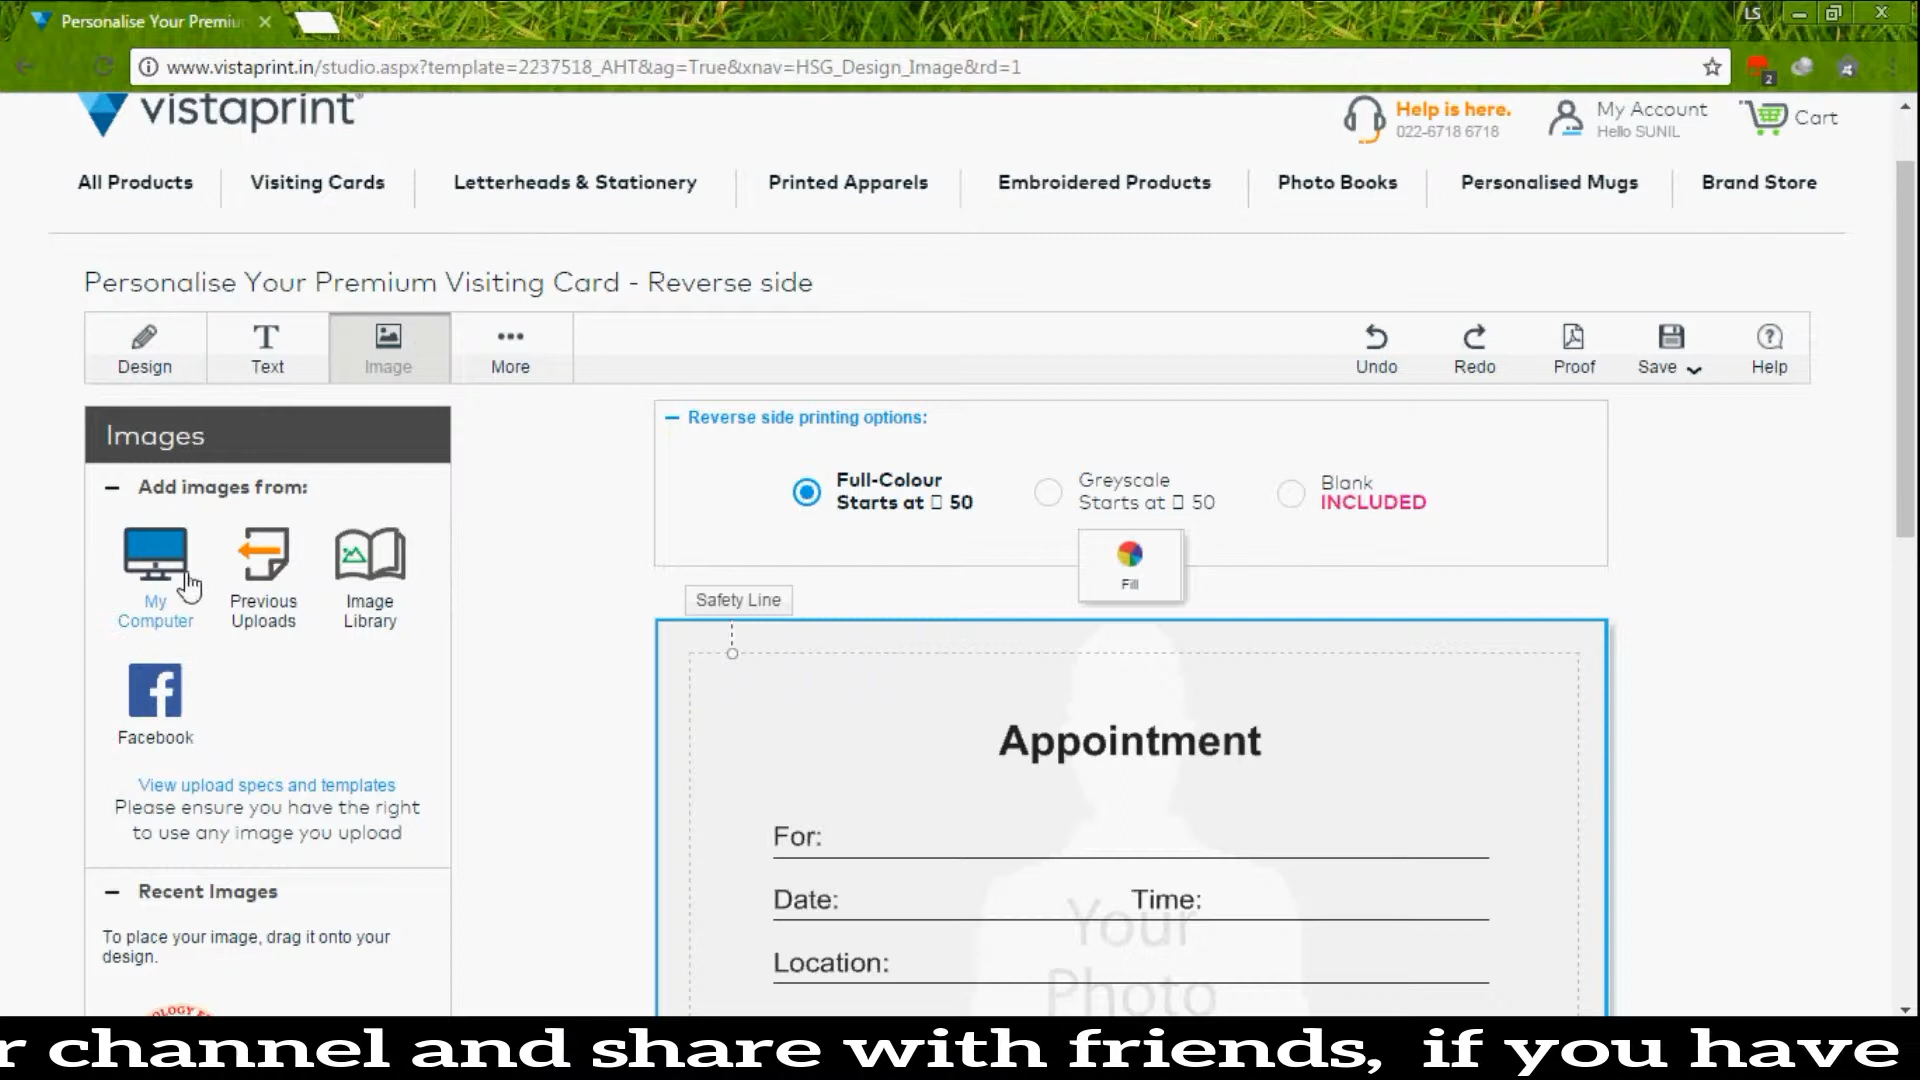 Personalise Your Premiu
LS
www.vistaprint.in/studio.aspx?template=2237518_AHT&ag=True&xnav=HSG_Design_Image&rd=1
2
vistaprint
Help is here.
022-6718 6718
My Account
Hello SUNIL
Cart
All Products
Visiting Cards
Letterheads & Stationery
Printed Apparels
Embroidered Products
Photo Books
Personalised Mugs
Brand Store
Personalise Your Premium Visiting Card - Reverse side
Design
Text
Image
More
Undo
Redo
Proof
Save
Help
Images
Add images from:
My
Computer
Previous
Uploads
Image
Library
Facebook
View upload specs and templates
Please ensure you have the right
to use any image you upload
Recent Images
To place your image, drag it onto your
design.
Reverse side printing options:
Full-Colour
Starts at 50
Greyscale
Starts at 50
Blank
INCLUDED
Fill
Safety Line
Appointment
For:
Date:
Time:
Location:
Your
Photo
r channel and share with friends, if you have